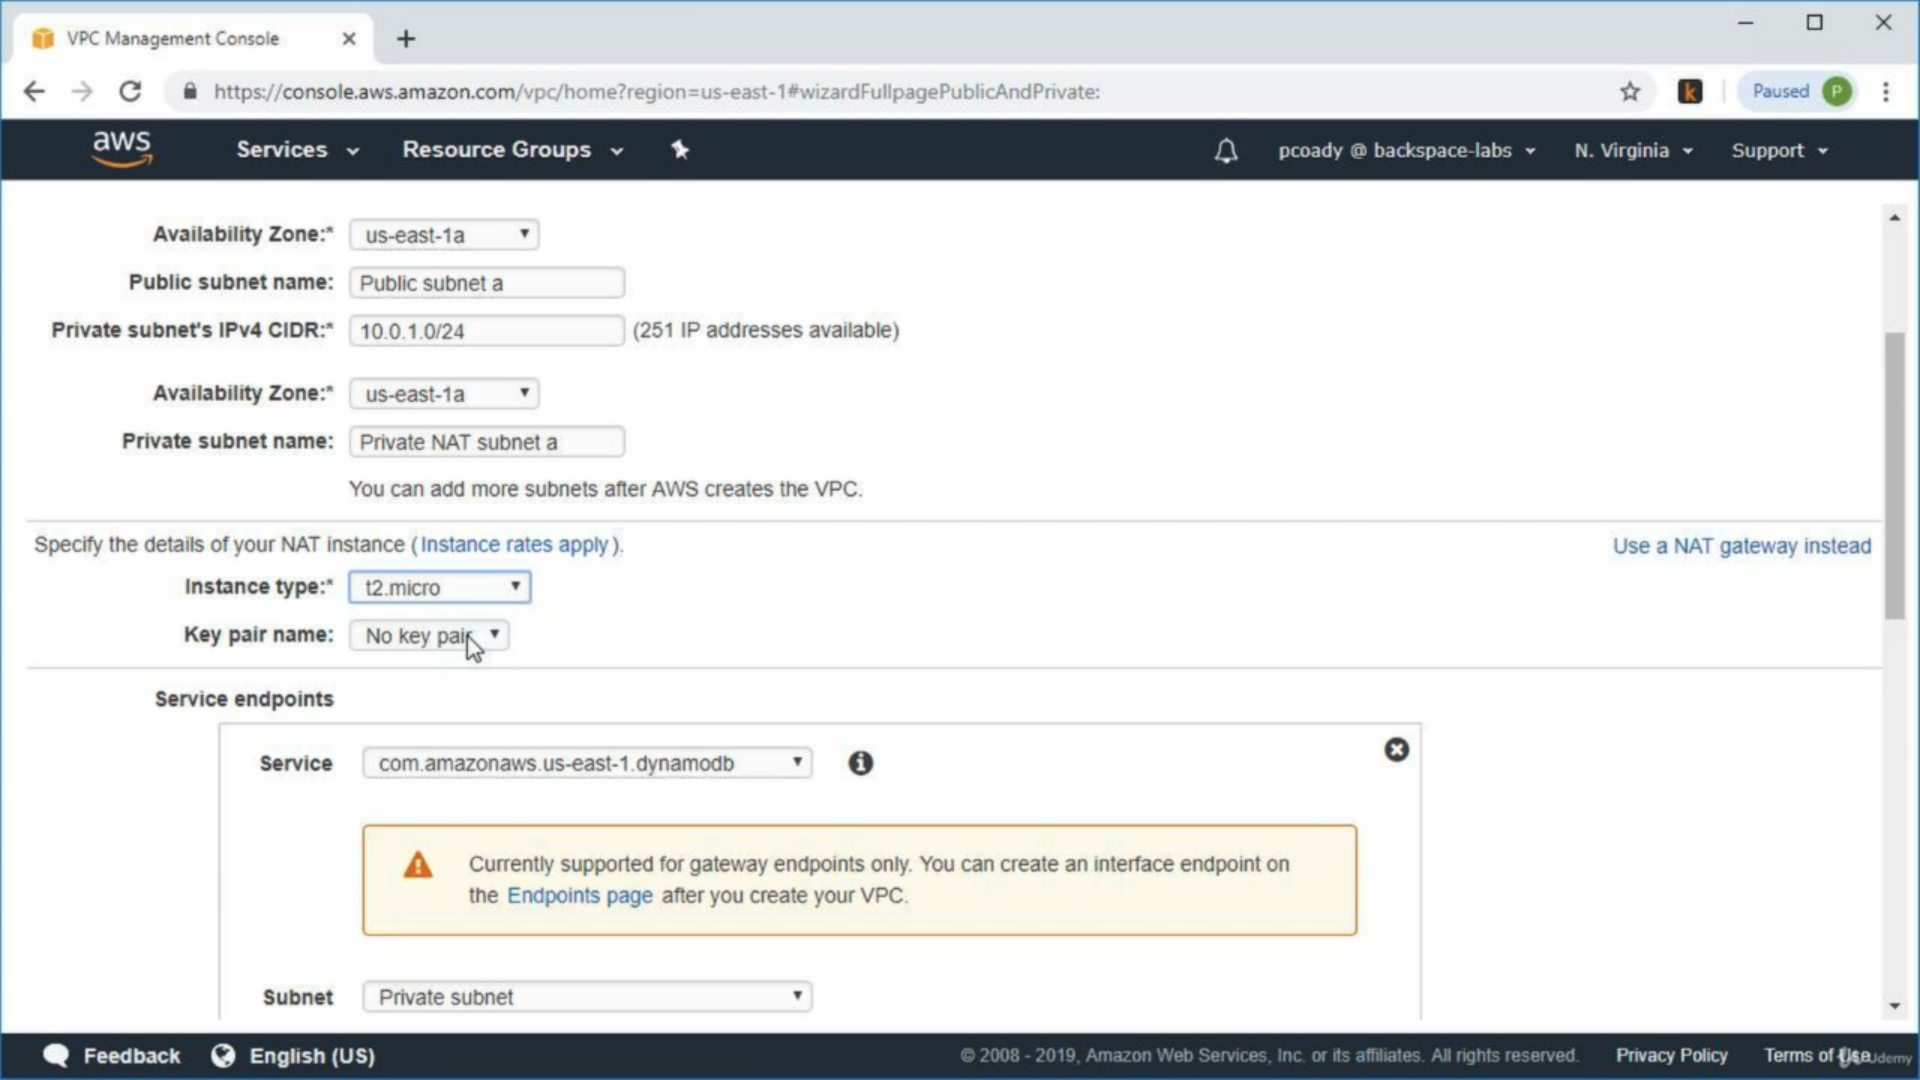 VPC Management Console
https://console.aws.amazon.com/vpc/home?region=us-east-1#wizardFullpagePublicAndPrivate:
k
Paused
P
aws
Services
Resource Groups
pcoady @ backspace-labs
N. Virginia
Support
Availability Zone:*
us-east-1a
Public subnet name:
Public subnet a
Private subnet's IPv4 CIDR:*
10.0.1.0/24
(251 IP addresses available)
Availability Zone:*
us-east-1a
Private subnet name:
Private NAT subnet a
You can add more subnets after AWS creates the VPC.
Specify the details of your NAT instance (Instance rates apply).
Use a NAT gateway instead
Instance type:*
t2.micro
Key pair name:
No key pair
Service endpoints
Service
com.amazonaws.us-east-1.dynamodb
Currently supported for gateway endpoints only. You can create an interface endpoint on
the Endpoints page after you create your VPC.
Subnet
Private subnet
Feedback
English (US)
© 2008 - 2019, Amazon Web Services, Inc. or its affiliates. All rights reserved.
Privacy Policy
Terms of Use
Udemy